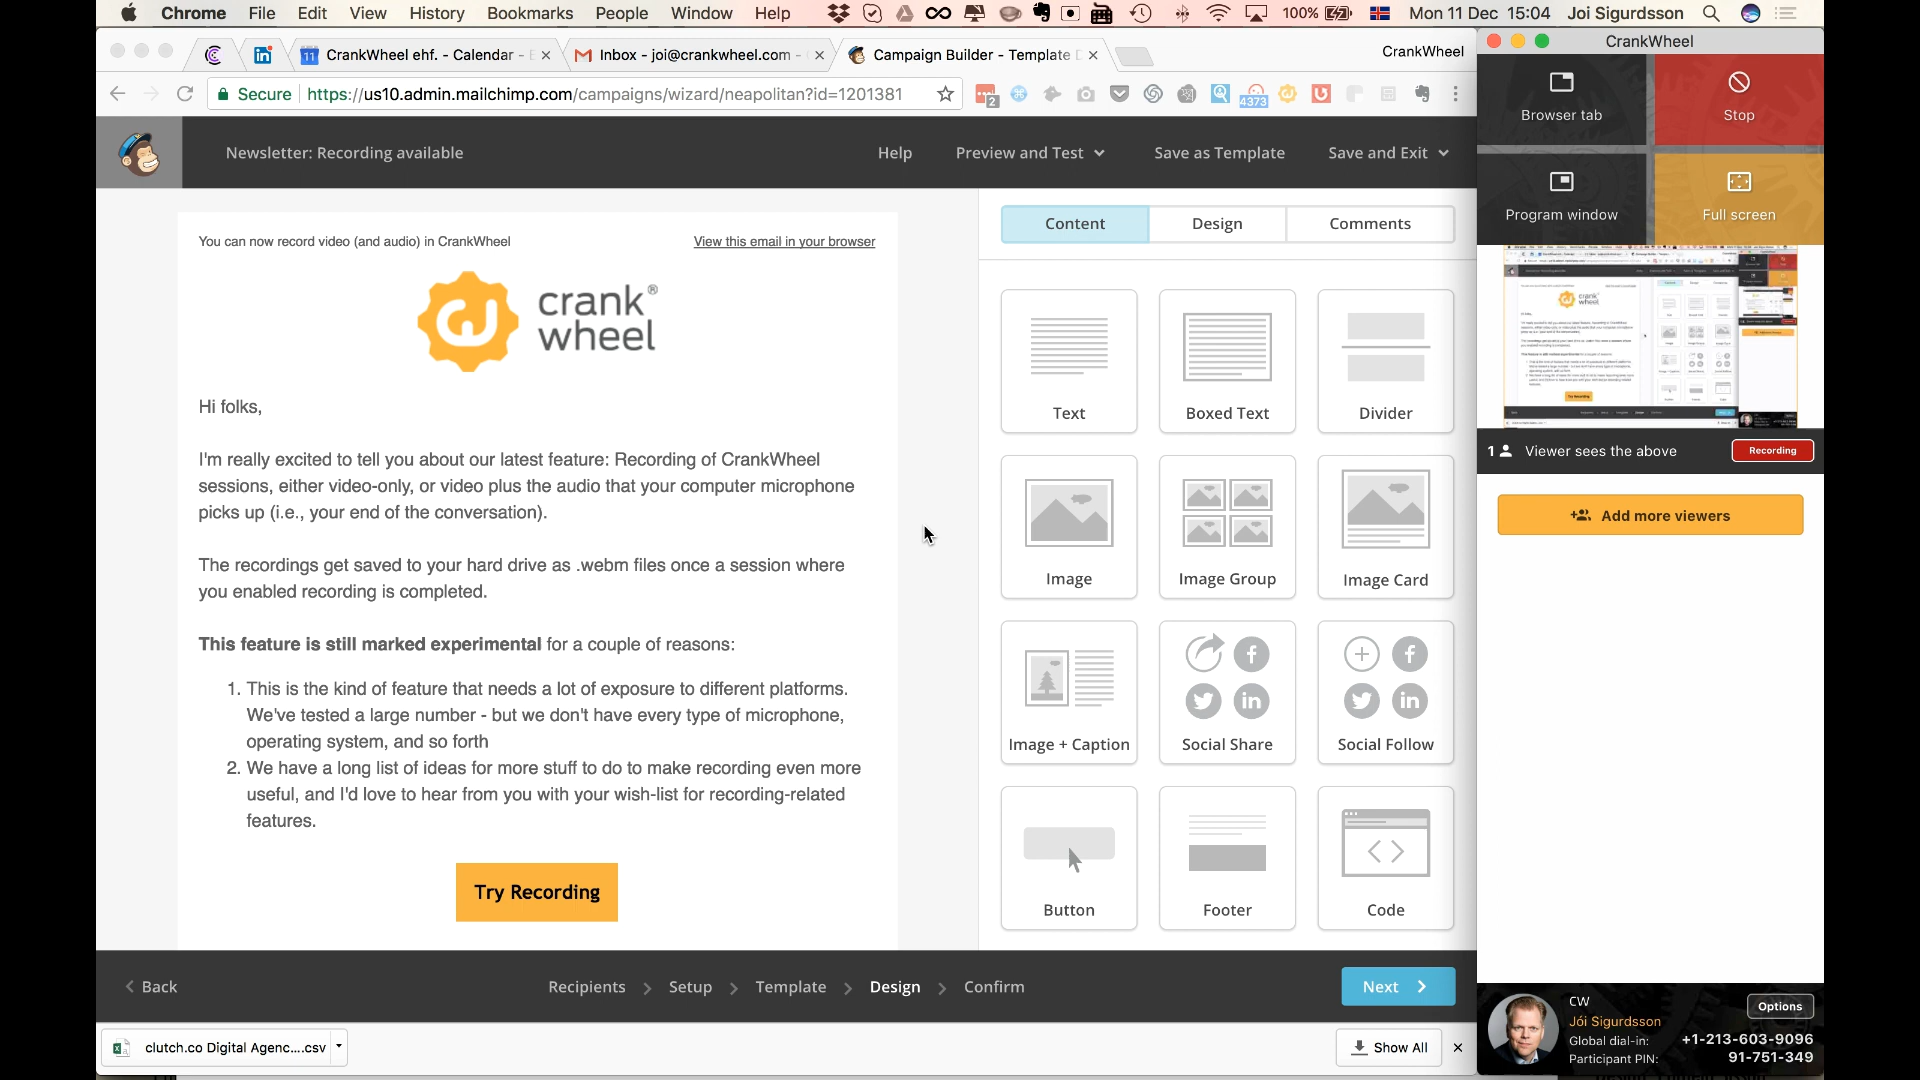 Chrome File Edit View History Bookmarks People Window Help 100% Mon 11 Dec 15:04 Joi Sigurdsson
11 CrankWheel ehf. - Calendar - E
Inbox - joi@crankwheel.com -
Campaign Builder - Template D
CrankWheel
CrankWheel
Secure https://us10.admin.mailchimp.com/campaigns/wizard/neapolitan?id=1201381
2
4373
Browser tab
Stop
Program window
Full screen
Newsletter: Recording available
Help
Preview and Test
Save as Template
Save and Exit
Content
Design
Comments
You can now record video (and audio) in CrankWheel
View this email in your browser
crank®
wheel
Hi folks,
I'm really excited to tell you about our latest feature: Recording of CrankWheel
sessions, either video-only, or video plus the audio that your computer microphone
picks up (i.e., your end of the conversation).
The recordings get saved to your hard drive as .webm files once a session where
you enabled recording is completed.
This feature is still marked experimental for a couple of reasons:
1. This is the kind of feature that needs a lot of exposure to different platforms.
We've tested a large number - but we don't have every type of microphone,
operating system, and so forth
2. We have a long list of ideas for more stuff to do to make recording even more
useful, and I'd love to hear from you with your wish-list for recording-related
features.
Try Recording
Text
Boxed Text
Divider
Image
Image Group
Image Card
Image + Caption
Social Share
Social Follow
Button
Footer
Code
1 Viewer sees the above
Recording
Add more viewers
Back
Recipients
Setup
Template
Design
Confirm
Next
clutch.co Digital Agenc....csv
Show All
CW
Options
Jói Sigurdsson
Global dial-in: +1-213-603-9096
Participant PIN: 91-751-349